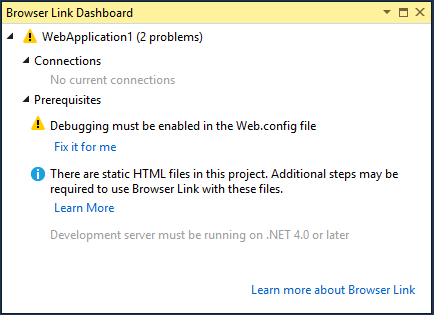 Browser Link Dashboard
WebApplication1 (2 problems)
Connections
No current connections
Prerequisites
Debugging must be enabled in the Web.config file
Fix it for me
There are static HTML files in this project. Additional steps may be
required to use Browser Link with these files.
Learn More
Development server must be running on .NET 4.0 or later
Learn more about Browser Link